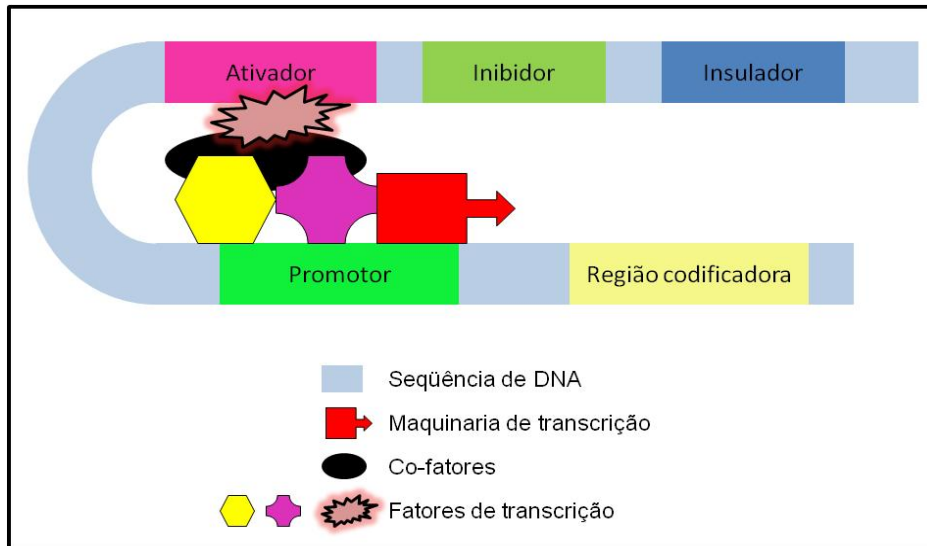 Ativador
Inibidor
Insulador
Promotor
Região codificadora
Seqüência de DNA
Maquinaria de transcrição
Co-fatores
Fatores de transcrição